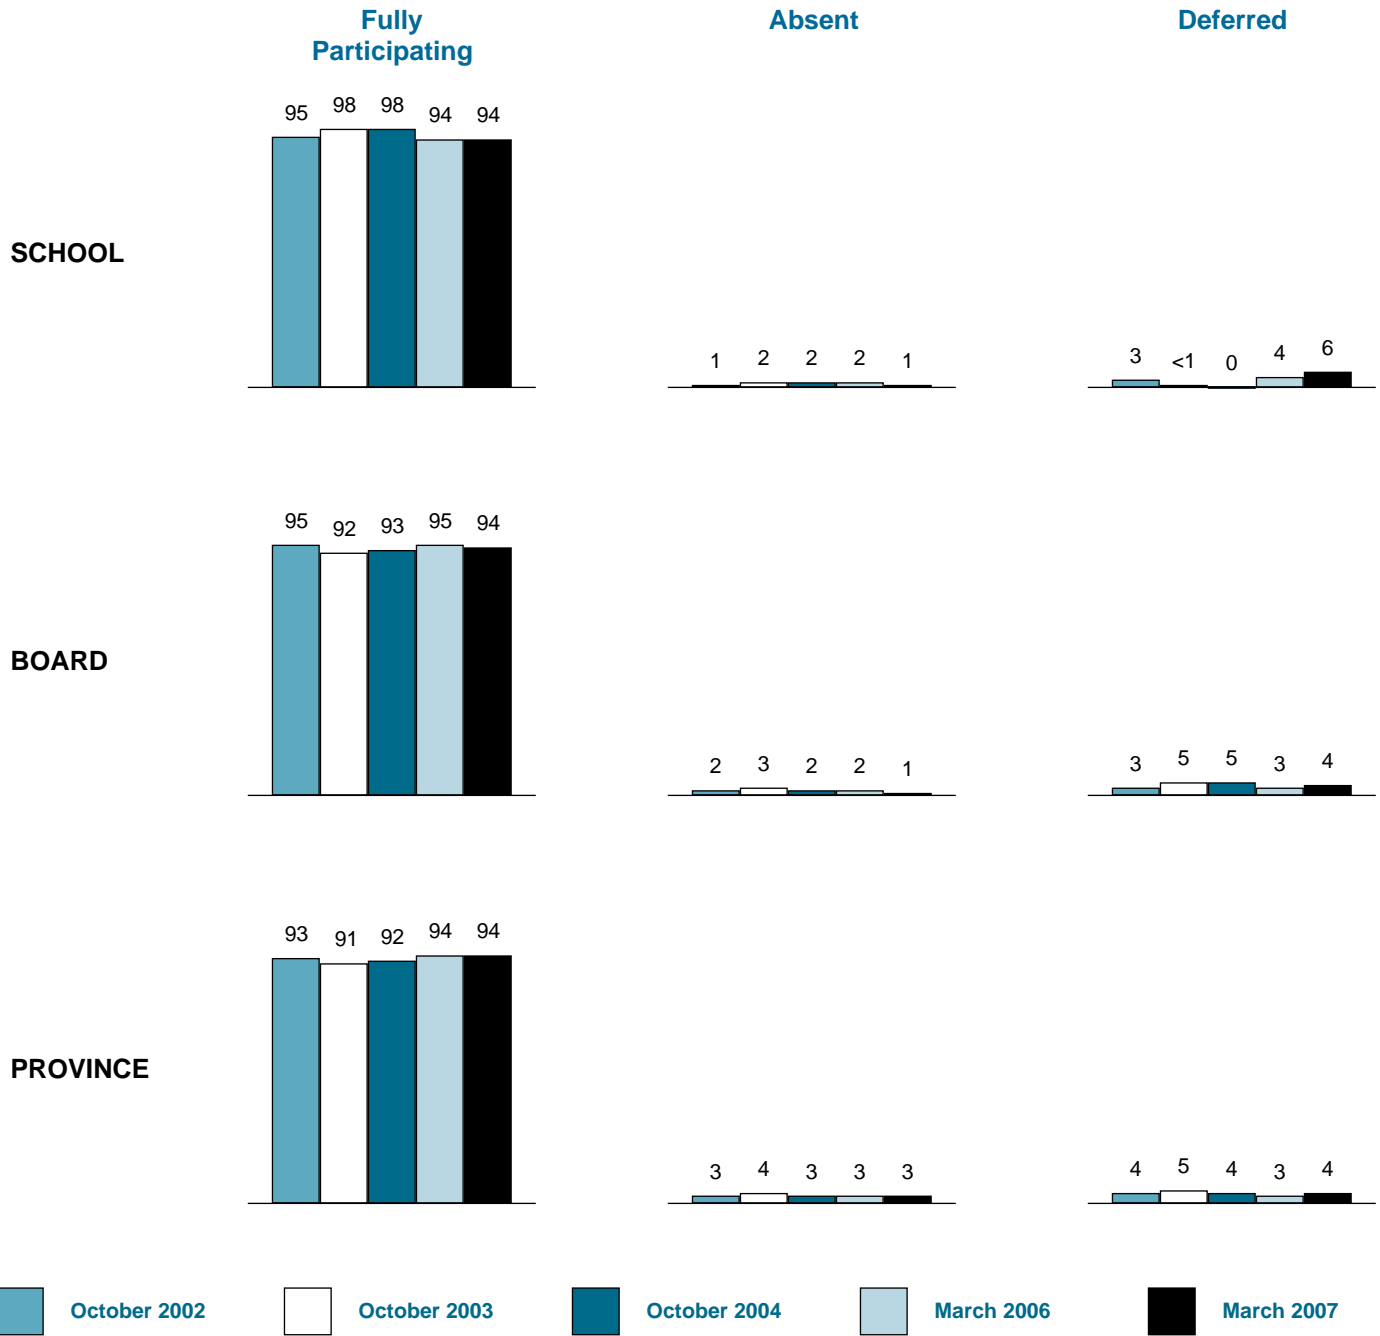 Fully
Participating
Absent
Deferred
SCHOOL
95 98 98 94 94
1 2 2 2 1
3 <1 0 4 6
BOARD
95 92 93 95 94
2 3 2 2 1
3 5 5 3 4
PROVINCE
93 91 92 94 94
3 4 3 3 3
4 5 4 3 4
October 2002 October 2003 October 2004 March 2006 March 2007